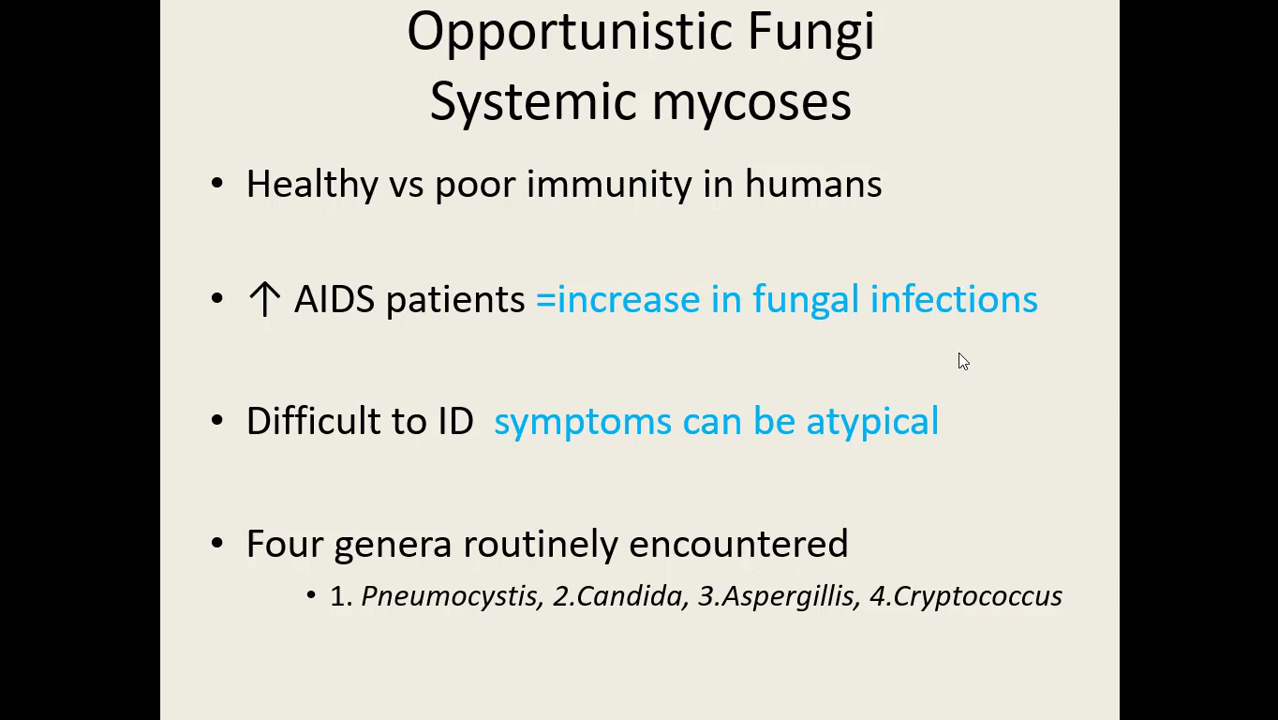 Opportunistic Fungi
Systemic mycoses
• Healthy vs poor immunity in humans
• ↑ AIDS patients =increase in fungal infections
• Difficult to ID symptoms can be atypical
• Four genera routinely encountered
• 1. Pneumocystis, 2.Candida, 3.Aspergillis, 4.Cryptococcus